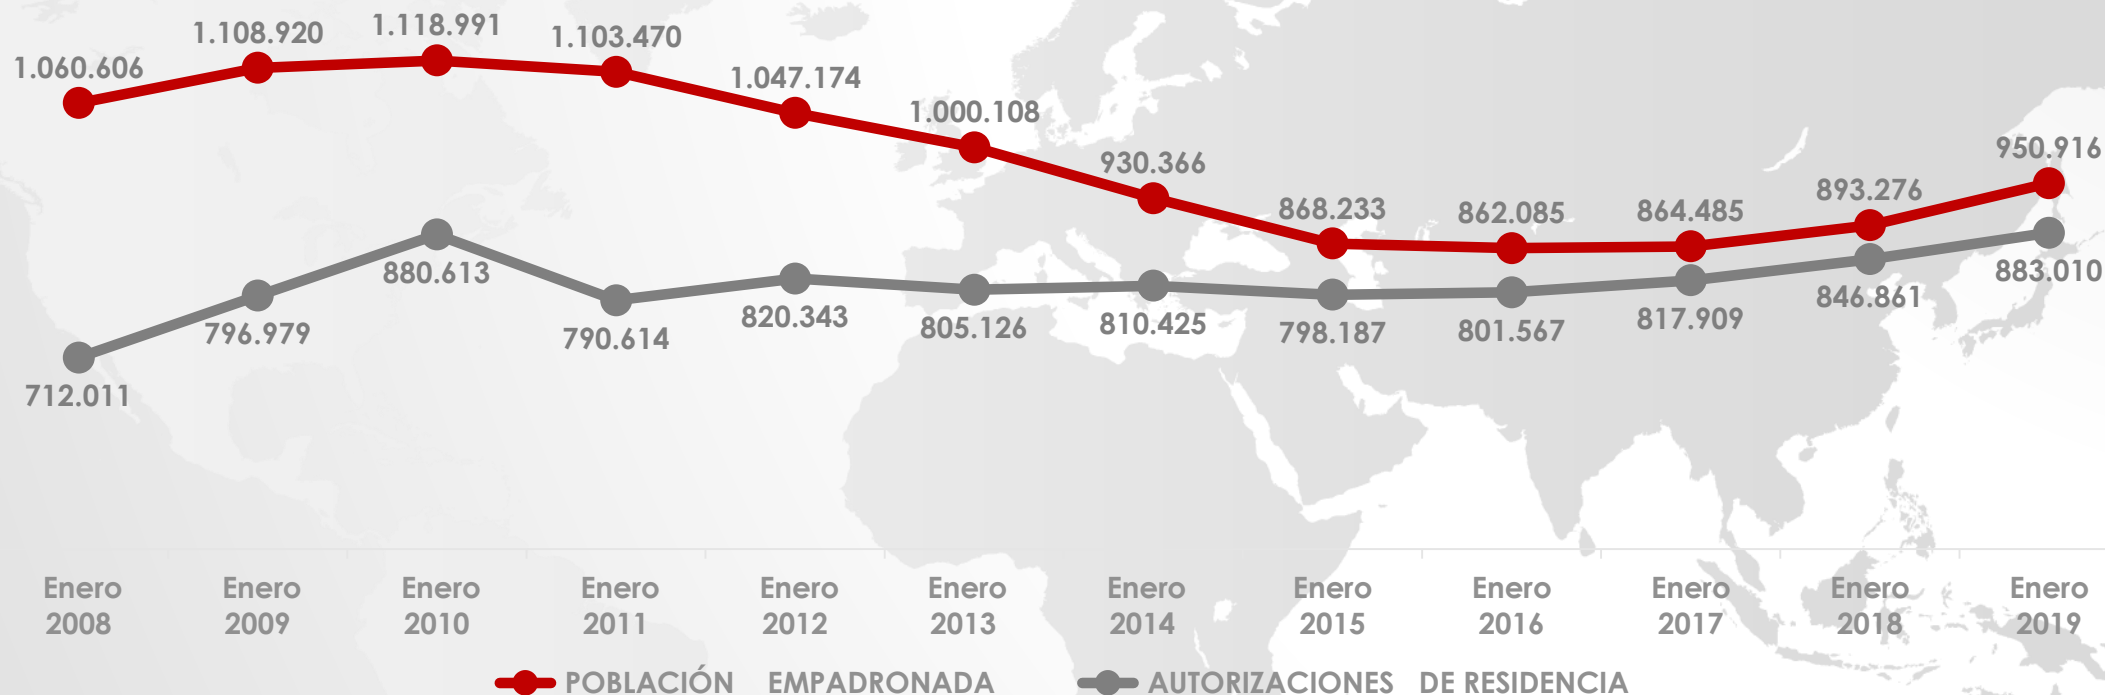 1.060.606
1.108.920
1.118.991
1.103.470
1.047.174
1.000.108
930.366
868.233
862.085
864.485
893.276
950.916
712.011
796.979
880.613
790.614
820.343
805.126
810.425
798.187
801.567
817.909
846.861
883.010
Enero
2008
Enero
2009
Enero
2010
Enero
2011
Enero
2012
Enero
2013
Enero
2014
Enero
2015
Enero
2016
Enero
2017
Enero
2018
Enero
2019
POBLACIÓN EMPADRONADA
AUTORIZACIONES DE RESIDENCIA